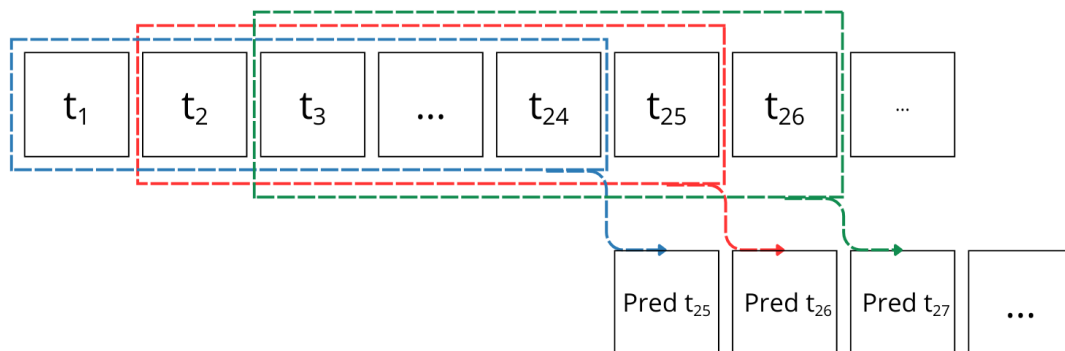 t₁ t₂ t₃ ... t₂₄ t₂₅ t₂₆ ...
Pred t₂₅ Pred t₂₆ Pred t₂₇ ...